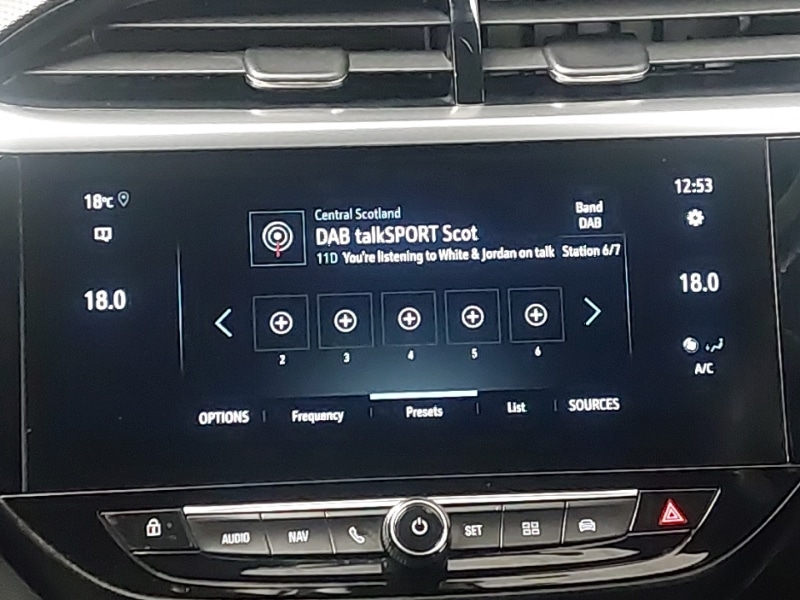 18°C
12:53
Central Scotland
Band
DAB
DAB talkSPORT Scot
11D You're listening to White & Jordan on talk Station 6/7
18.0
18.0
2 3 4 5 6
A/C
OPTIONS Frequency Presets List SOURCES
AUDIO NAV SET